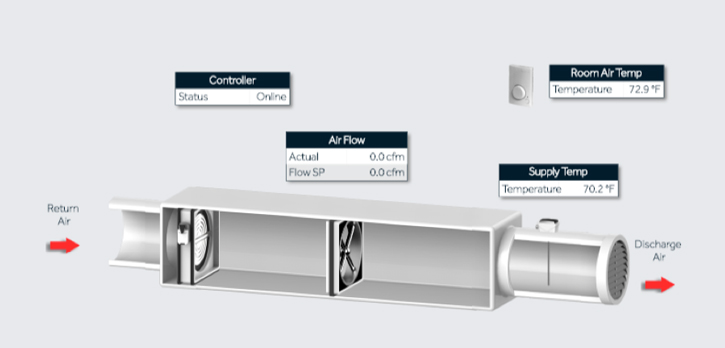 Controller
Status Online
Room Air Temp
Temperature 72.9 °F
Air Flow
Actual 0.0 cfm
Flow SP 0.0 cfm
Supply Temp
Temperature 70.2 °F
Return
Air
Discharge
Air